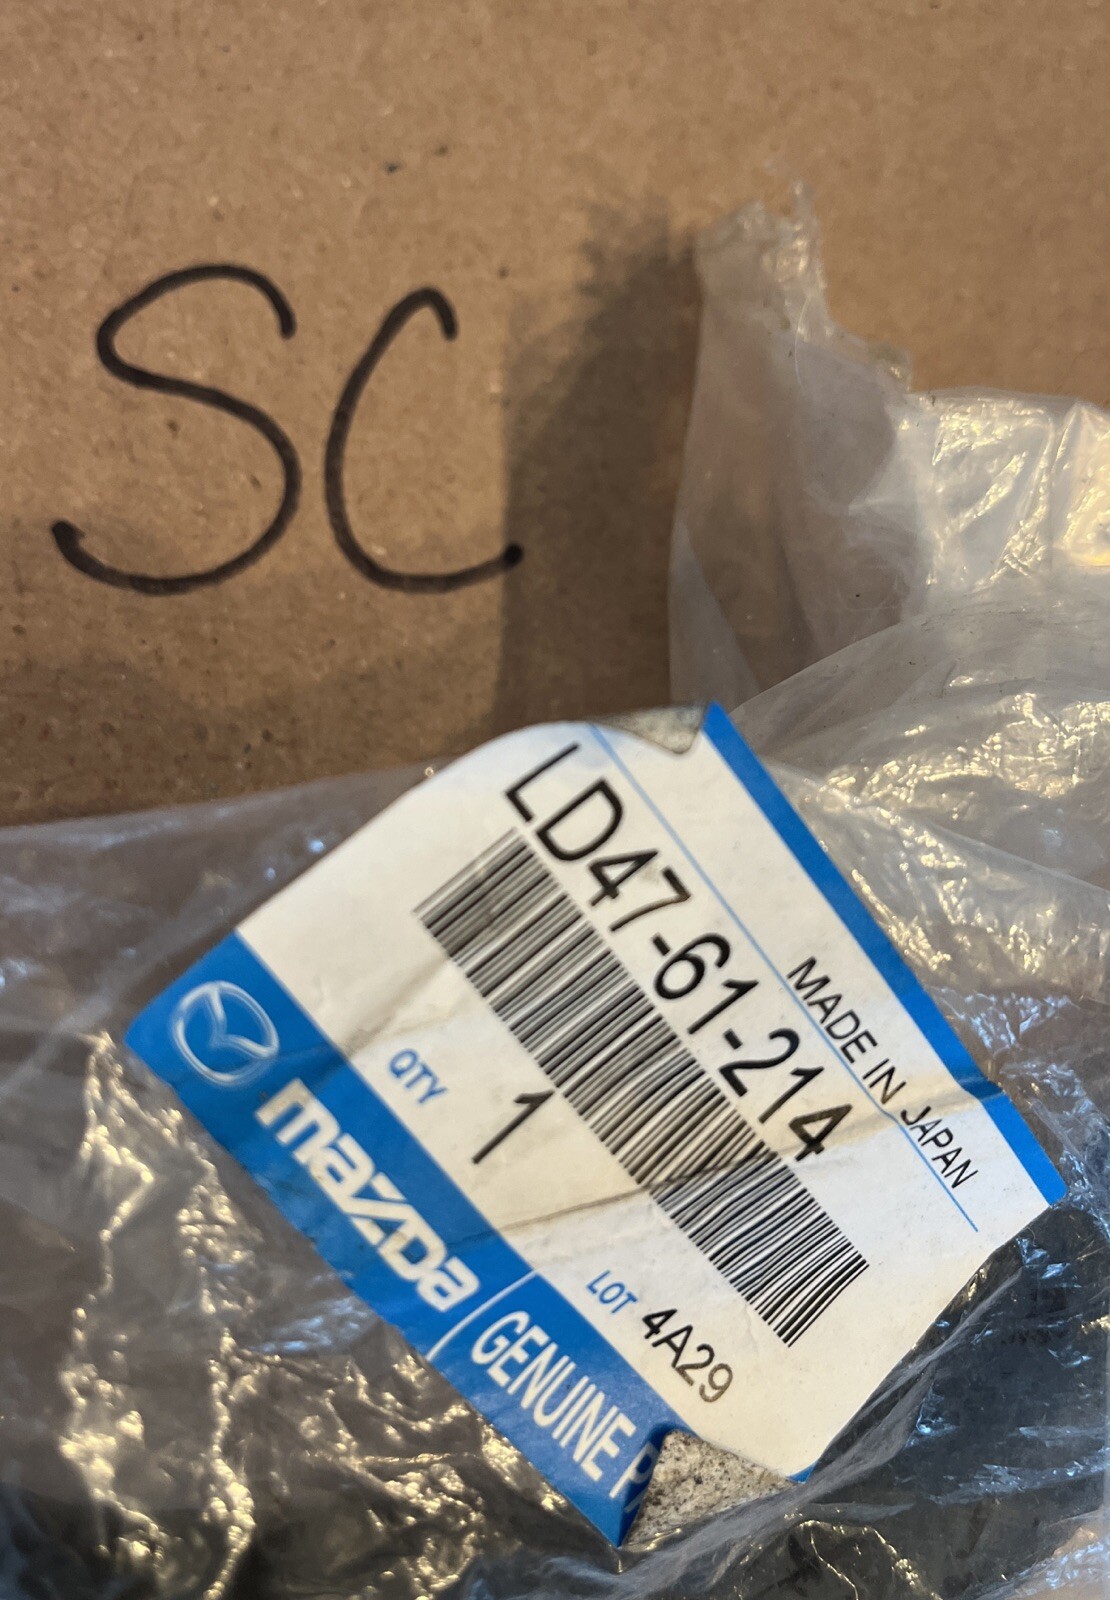 SC
MADE IN JAPAN
LD47-61-214
QTY 1
LOT 4A29
mazda
GENUINE